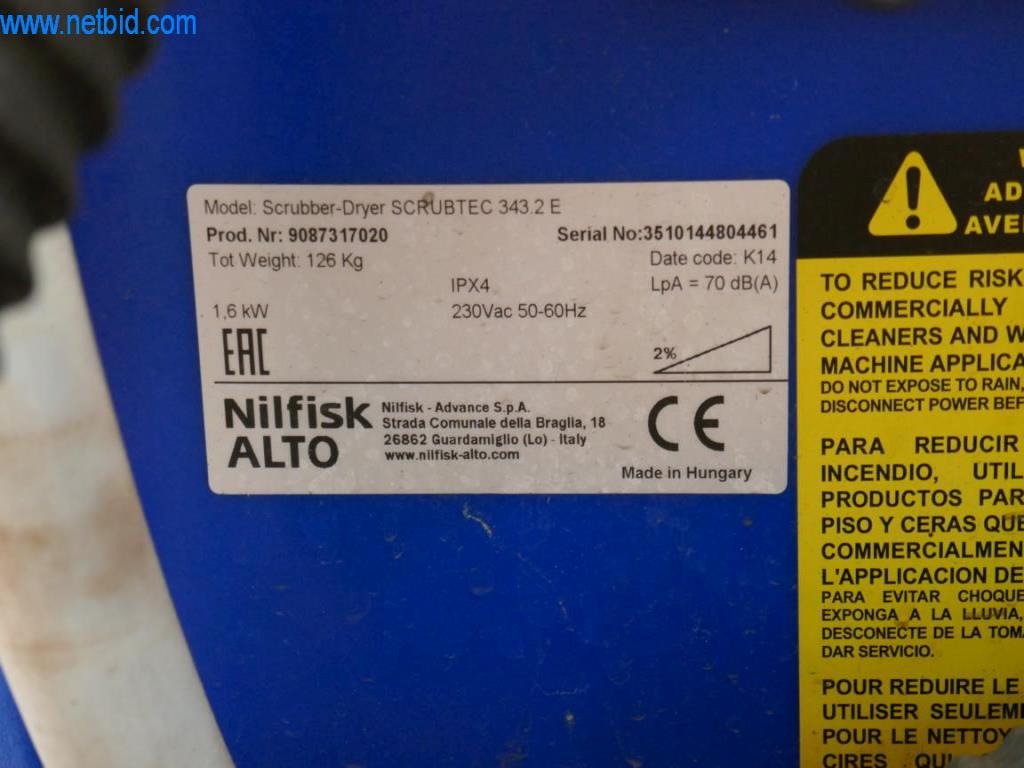 www.netbid.com
Model: Scrubber-Dryer SCRUBTEC 343.2 E
Prod. Nr: 9087317020 Serial No:3510144804461
Tot Weight: 126 Kg Date code: K14
IPX4 LpA = 70 dB(A)
1,6 kW 230Vac 50-60Hz
EAC
2%
Nilfisk
ALTO
Nilfisk - Advance S.p.A.
Strada Comunale della Braglia, 18
26862 Guardamiglio (Lo) - Italy
www.nilfisk-alto.com
CE
Made in Hungary
W
AD
AVE
TO REDUCE RISK
COMMERCIALLY
CLEANERS AND W
MACHINE APPLICA
DO NOT EXPOSE TO RAIN,
DISCONNECT POWER BEF
PARA REDUCIR
INCENDIO, UTIL
PRODUCTOS PAR
PISO Y CERAS QUE
COMMERCIALMEN
L'APPLICACION DE
PARA EVITAR CHOQUE
EXPONGA A LA LLUVIA,
DESCONECTE DE LA TOM
DAR SERVICIO.
POUR REDUIRE LE
UTILISER SEULEM
POUR LE NETTOY
CIRES QU